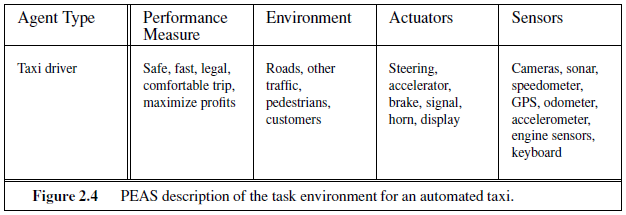 Agent Type
Performance
Measure
Environment
Actuators
Sensors
Taxi driver
Safe, fast, legal,
comfortable trip,
maximize profits
Roads, other
traffic,
pedestrians,
customers
Steering,
accelerator,
brake, signal,
horn, display
Cameras, sonar,
speedometer,
GPS, odometer,
accelerometer,
engine sensors,
keyboard
Figure 2.4 PEAS description of the task environment for an automated taxi.